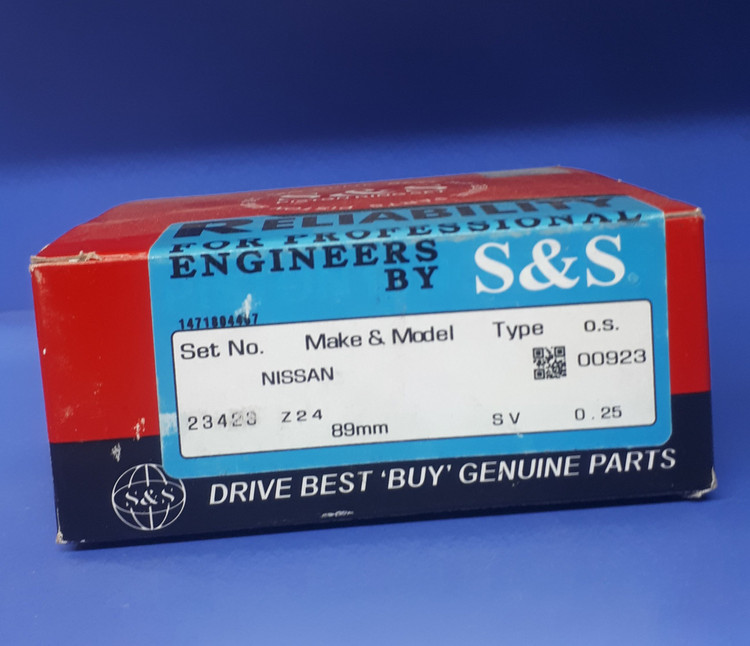 RELIABILITY
FOR PROFESSIONAL
ENGINEERS
BY
S&S
Set No. Make & Model Type O.S.
NISSAN 00923
Z24 89mm SV 0.25
S&S
DRIVE BEST ‘BUY’ GENUINE PARTS